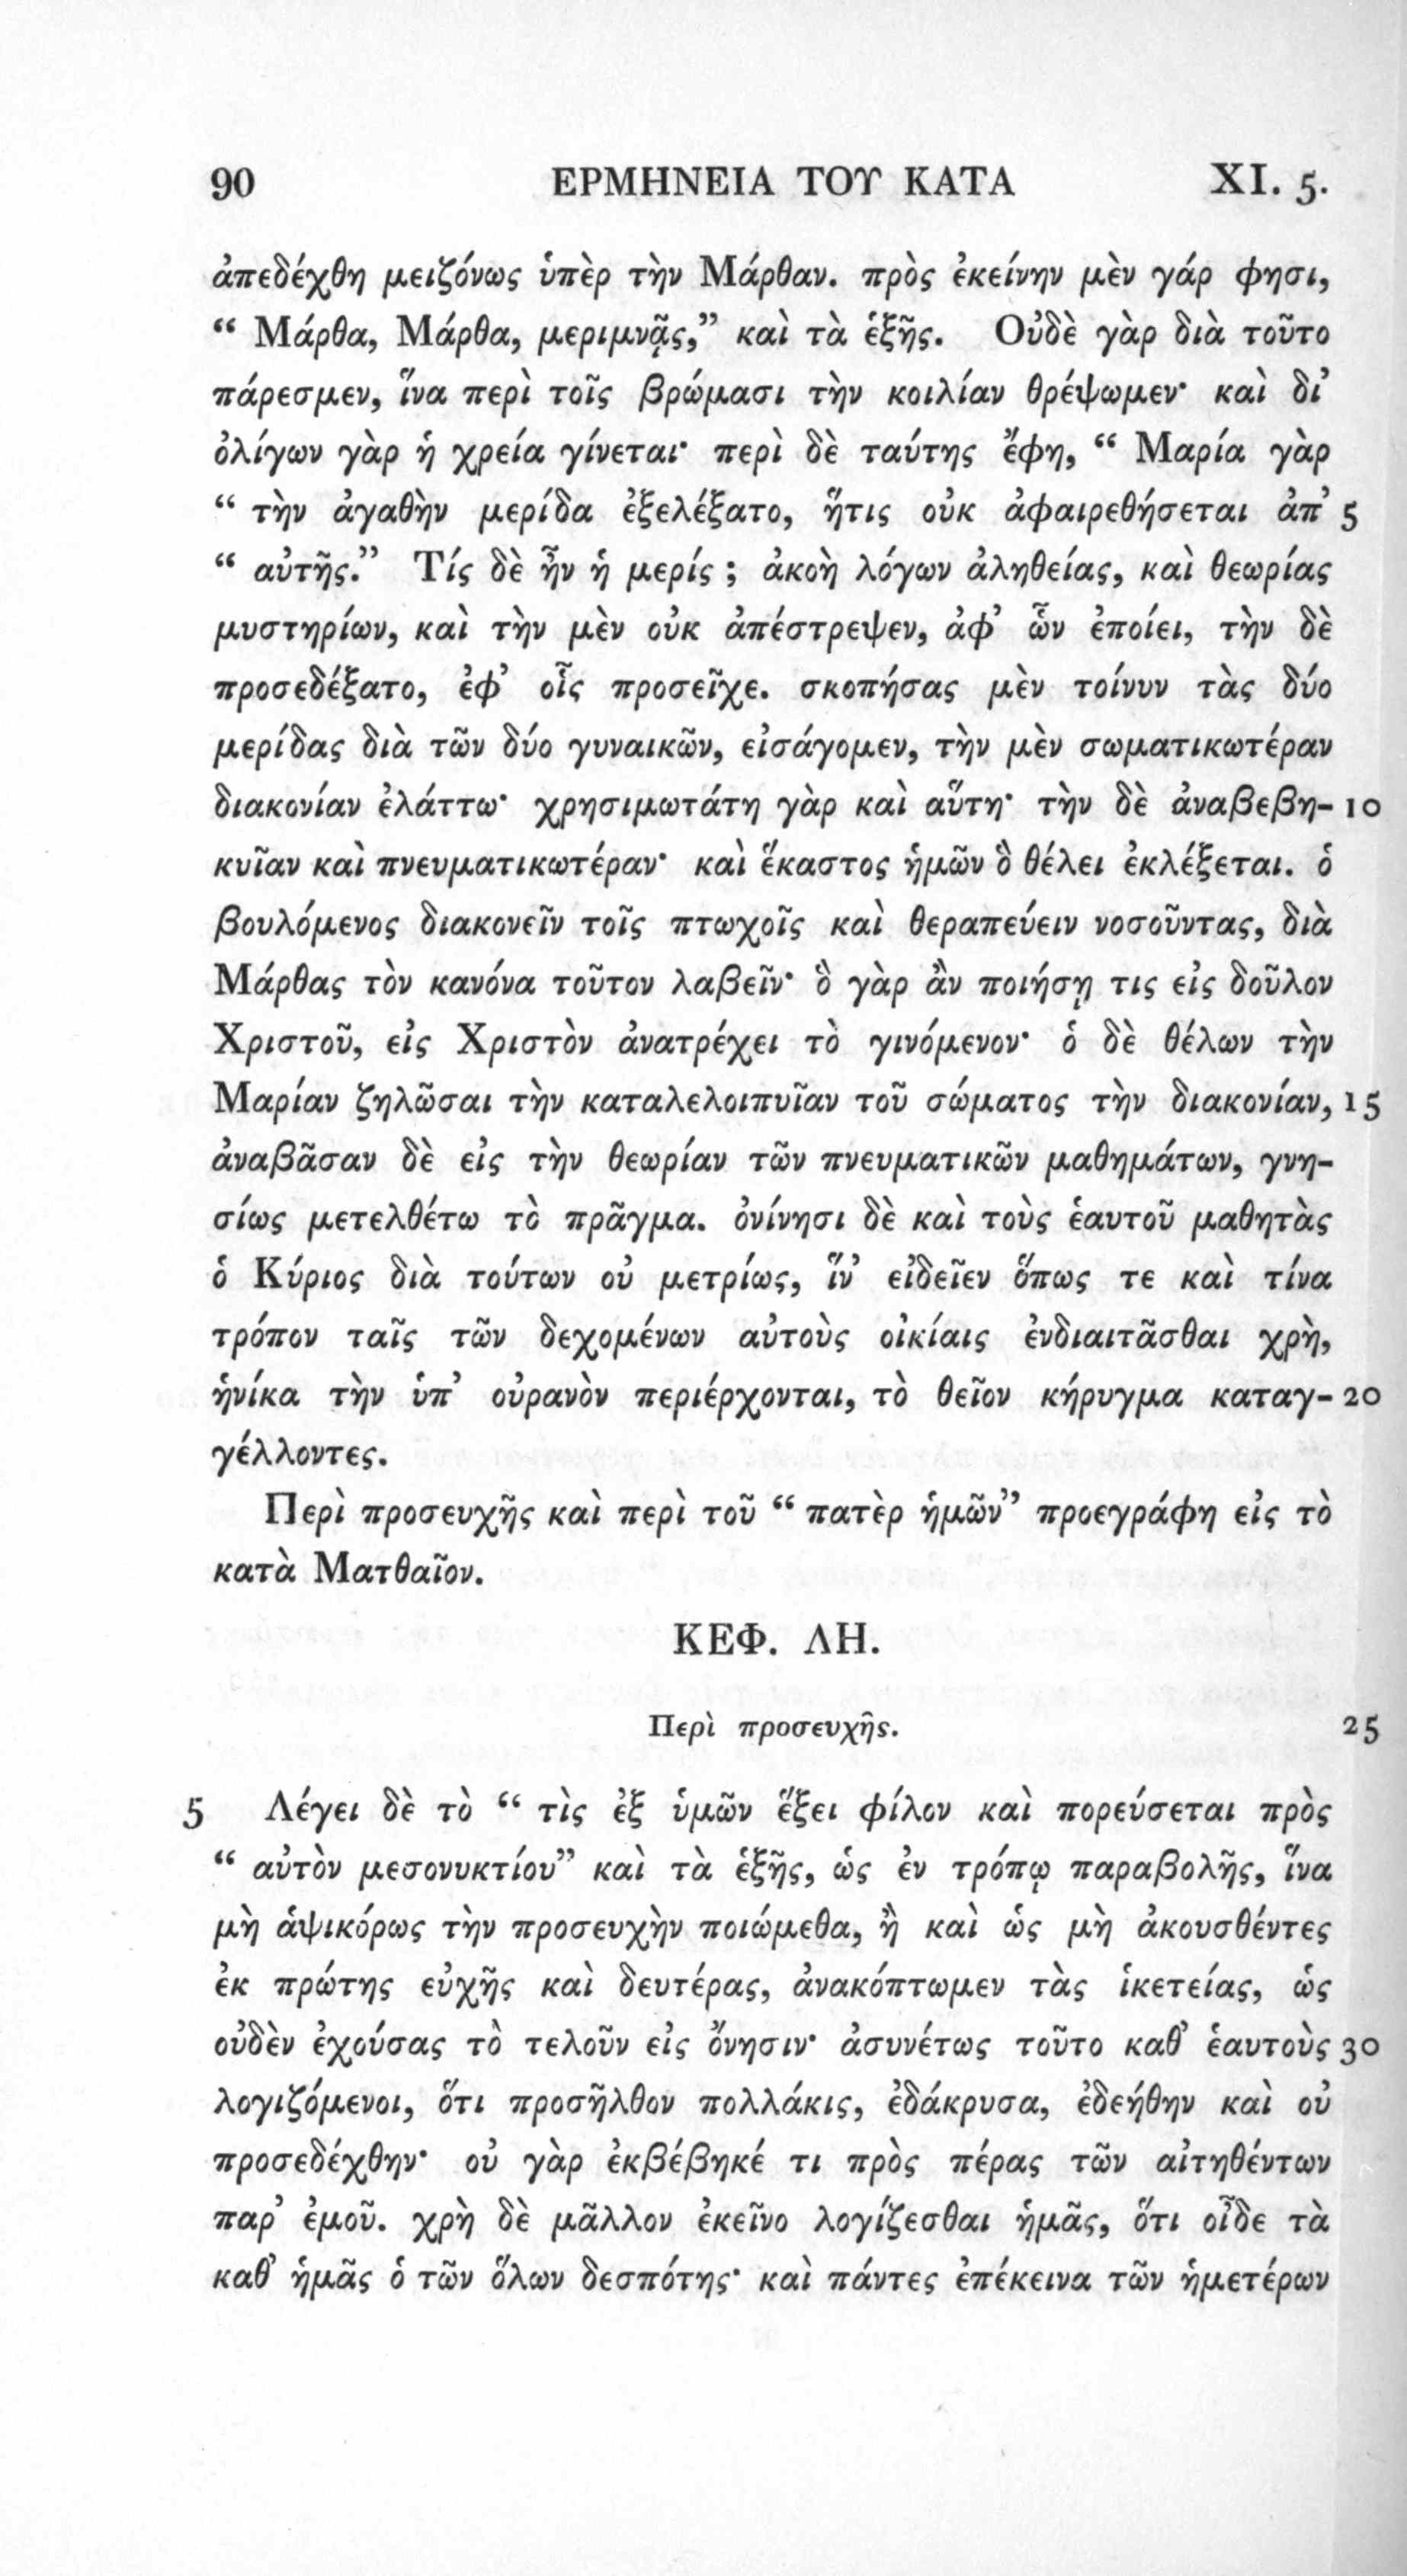 90 ΕΡΜΗΝΕΙΑ ΤΟΥ ΚΑΤΑ XI. 5.
ἀπεδέχθη μειζόνως ὑπὲρ τὴν Μάρθαν. πρὸς ἐκείνην μὲν γάρ φησι,
“ Μάρθα, Μάρθα, μεριμνᾷς,” καὶ τὰ ἑξῆς. Οὐδὲ γὰρ διὰ τοῦτο
πάρεσμεν, ἵνα περὶ τοῖς βρώμασι τὴν κοιλίαν θρέψωμεν· καὶ δι’
ὀλίγων γὰρ ἡ χρεία γίνεται· περὶ δὲ ταύτης ἔφη, “ Μαρία γὰρ
“ τὴν ἀγαθὴν μερίδα ἐξελέξατο, ἥτις οὐκ ἀφαιρεθήσεται ἀπ’ 5
“ αὐτῆς.” Τίς δὲ ἦν ἡ μερίς ; ἀκοὴ λόγων ἀληθείας, καὶ θεωρίας
μυστηρίων, καὶ τὴν μὲν οὐκ ἀπέστρεψεν, ἀφ’ ὧν ἐποίει, τὴν δὲ
προσεδέξατο, ἐφ’ οἷς προσεῖχε. σκοπήσας μὲν τοίνυν τὰς δύο
μερίδας διὰ τῶν δύο γυναικῶν, εἰσάγομεν, τὴν μὲν σωματικωτέραν
διακονίαν ἐλάττω· χρησιμωτάτη γὰρ καὶ αὕτη· τὴν δὲ ἀναβεβη- 10
κυῖαν καὶ πνευματικωτέραν· καὶ ἕκαστος ἡμῶν ὃ θέλει ἐκλέξεται. ὁ
βουλόμενος διακονεῖν τοῖς πτωχοῖς καὶ θεραπεύειν νοσοῦντας, διὰ
Μάρθας τὸν κανόνα τοῦτον λαβεῖν· ὃ γὰρ ἂν ποιήσῃ τις εἰς δοῦλον
Χριστοῦ, εἰς Χριστὸν ἀνατρέχει τὸ γινόμενον· ὁ δὲ θέλων τὴν
Μαρίαν ζηλῶσαι τὴν καταλελοιπυῖαν τοῦ σώματος τὴν διακονίαν, 15
ἀναβᾶσαν δὲ εἰς τὴν θεωρίαν τῶν πνευματικῶν μαθημάτων, γνη-
σίως μετελθέτω τὸ πρᾶγμα. ὀνίνησι δὲ καὶ τοὺς ἑαυτοῦ μαθητὰς
ὁ Κύριος διὰ τούτων οὐ μετρίως, ἵν’ εἰδεῖεν ὅπως τε καὶ τίνα
τρόπον ταῖς τῶν δεχομένων αὐτοὺς οἰκίαις ἐνδιαιτᾶσθαι χρὴ,
ἡνίκα τὴν ὑπ’ οὐρανὸν περιέρχονται, τὸ θεῖον κήρυγμα καταγ- 20
γέλλοντες.
Περὶ προσευχῆς καὶ περὶ τοῦ “ πατὲρ ἡμῶν” προεγράφη εἰς τὸ
κατὰ Ματθαῖον.
ΚΕΦ. ΛΗ.
Περὶ προσευχῆς. 25
5 Λέγει δὲ τὸ “ τὶς ἐξ ὑμῶν ἕξει φίλον καὶ πορεύσεται πρὸς
“ αὐτὸν μεσονυκτίου” καὶ τὰ ἑξῆς, ὡς ἐν τρόπῳ παραβολῆς, ἵνα
μὴ ἁψικόρως τὴν προσευχὴν ποιώμεθα, ἢ καὶ ὡς μὴ ἀκουσθέντες
ἐκ πρώτης εὐχῆς καὶ δευτέρας, ἀνακόπτωμεν τὰς ἱκετείας, ὡς
οὐδὲν ἐχούσας τὸ τελοῦν εἰς ὄνησιν· ἀσυνέτως τοῦτο καθ’ ἑαυτοὺς 30
λογιζόμενοι, ὅτι προσῆλθον πολλάκις, ἐδάκρυσα, ἐδεήθην καὶ οὐ
προσεδέχθην· οὐ γὰρ ἐκβέβηκέ τι πρὸς πέρας τῶν αἰτηθέντων
παρ’ ἐμοῦ. χρὴ δὲ μᾶλλον ἐκεῖνο λογίζεσθαι ἡμᾶς, ὅτι οἶδε τὰ
καθ’ ἡμᾶς ὁ τῶν ὅλων δεσπότης· καὶ πάντες ἐπέκεινα τῶν ἡμετέρων